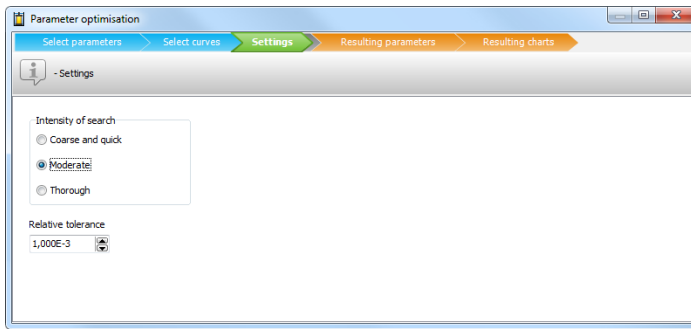 Parameter optimisation
Select parameters Select curves Settings Resulting parameters Resulting charts
- Settings
Intensity of search
Coarse and quick
Moderate
Thorough
Relative tolerance
1,000E-3